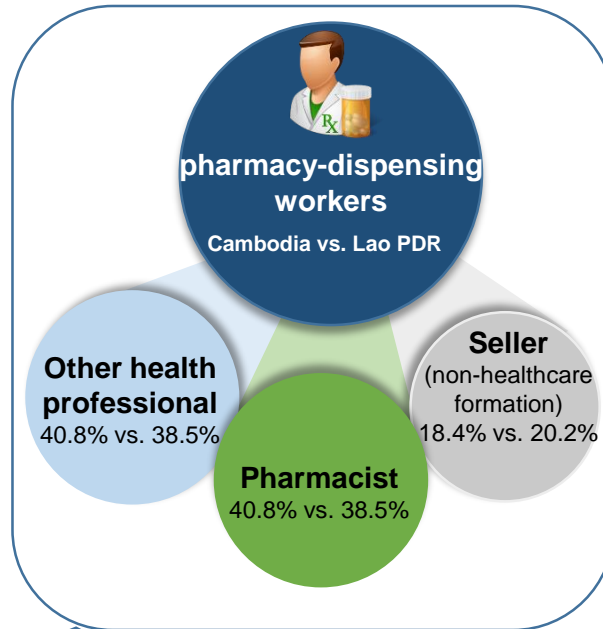 Rx
pharmacy-dispensing
workers
Cambodia vs. Lao PDR
Other health
professional
40.8% vs. 38.5%
Pharmacist
40.8% vs. 38.5%
Seller
(non-healthcare
formation)
18.4% vs. 20.2%